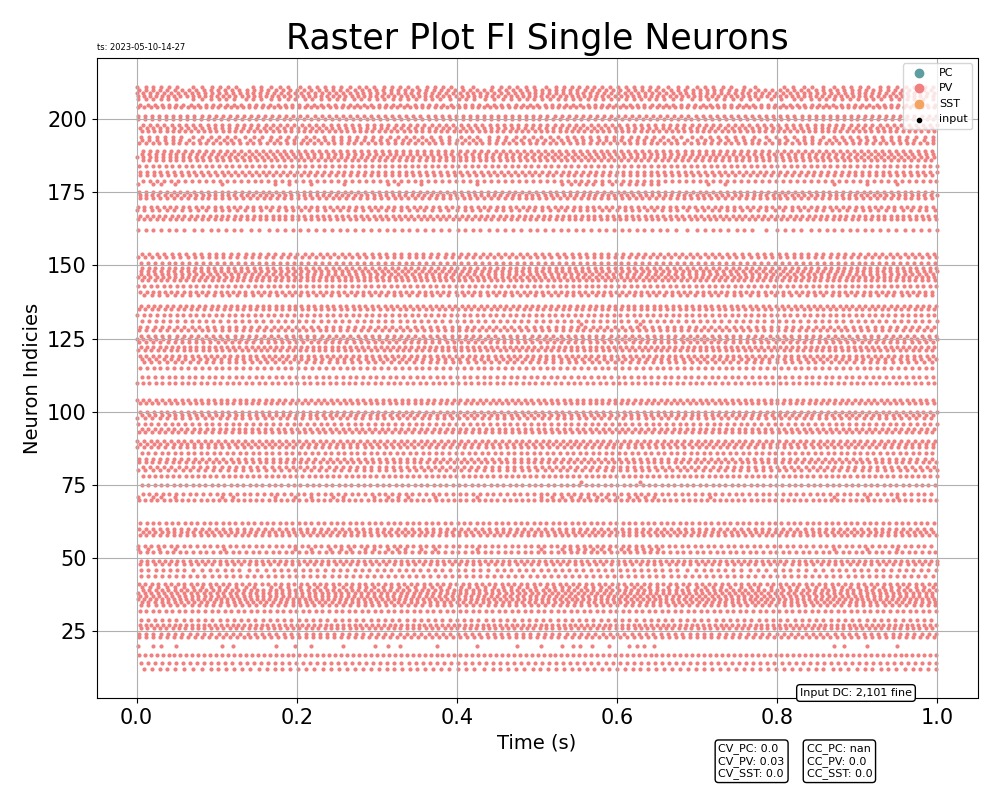 Raster Plot FI Single Neurons
ts: 2023-05-10-14-27
PC
PV
SST
input
200
175
150
125
100
75
50
25
Neuron Indicies
0.0 0.2 0.4 0.6 0.8 1.0
Time (s)
Input DC: 2,101 fine
CV_PC: 0.0
CV_PV: 0.03
CV_SST: 0.0
CC_PC: nan
CC_PV: 0.0
CC_SST: 0.0